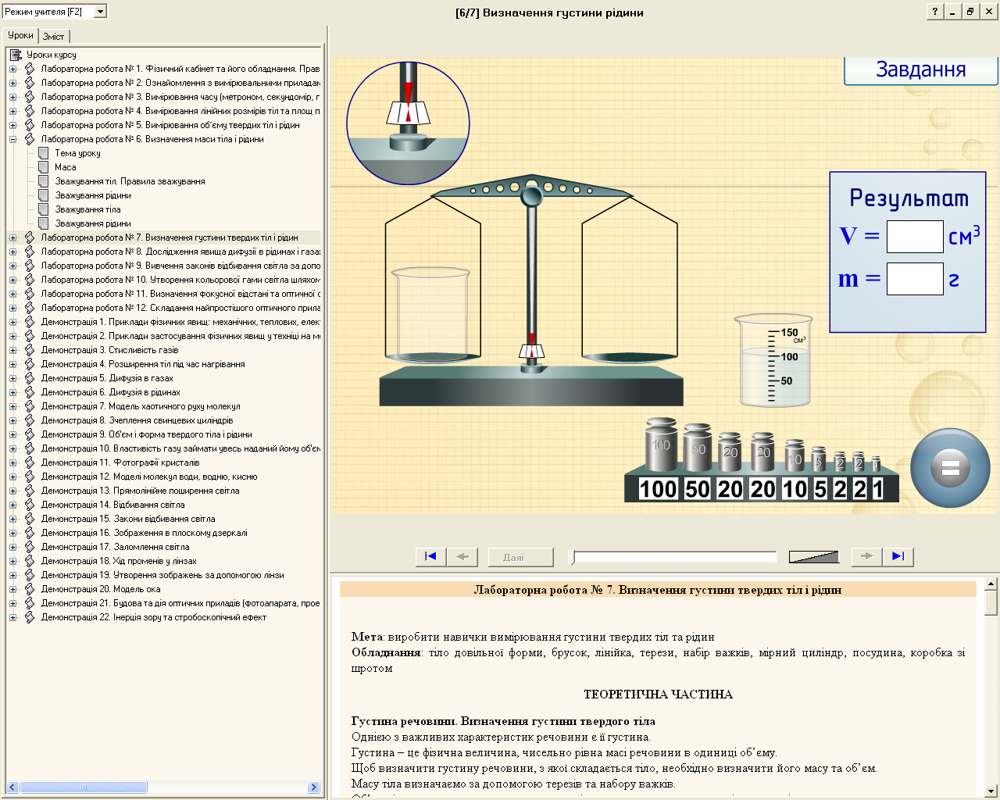 Режим учителя [F2]
[6/7] Визначення густини рідини
Уроки
Зміст
Уроки курсу
Лабораторна робота № 1. Фізичний кабінет та його обладнання. Прав
Лабораторна робота № 2. Ознайомлення з вимірювальними приладам
Лабораторна робота № 3. Вимірювання часу (метроном, секундомір, г
Лабораторна робота № 4. Вимірювання лінійних розмірів тіл та площ п
Лабораторна робота № 5. Вимірювання об'єму твердих тіл і рідин
Лабораторна робота № 6. Визначення маси тіла і рідини
Тема уроку
Маса
Зважування тіл. Правила зважування
Зважування рідини
Зважування тіла
Зважування рідини
Лабораторна робота № 7. Визначення густини твердих тіл і рідин
Лабораторна робота № 8. Дослідження явища дифузії в рідинах і газах
Лабораторна робота № 9. Вивчення законів відбивання світла за допо
Лабораторна робота № 10. Утворення кольорової гами світла шляхом
Лабораторна робота № 11. Визначення фокусної відстані та оптичної с
Лабораторна робота № 12. Складання найпростішого оптичного прила
Демонстрація 1. Приклади фізичних явищ: механічних, теплових, елек
Демонстрація 2. Приклади застосування фізичних явищ у техніці на мо
Демонстрація 3. Стисливість газів
Демонстрація 4. Розширення тіл під час нагрівання
Демонстрація 5. Дифузія в газах
Демонстрація 6. Дифузія в рідинах
Демонстрація 7. Модель хаотичного руху молекул
Демонстрація 8. Зчеплення свинцевих циліндрів
Демонстрація 9. Об'єм і форма твердого тіла і рідини
Демонстрація 10. Властивість газу займати увесь наданий йому об'єм
Демонстрація 11. Фотографії кристалів
Демонстрація 12. Моделі молекул води, водню, кисню
Демонстрація 13. Прямолінійне поширення світла
Демонстрація 14. Відбивання світла
Демонстрація 15. Закони відбивання світла
Демонстрація 16. Зображення в плоскому дзеркалі
Демонстрація 17. Заломлення світла
Демонстрація 18. Хід променів у лінзах
Демонстрація 19. Утворення зображень за допомогою лінзи
Демонстрація 20. Модель ока
Демонстрація 21. Будова та дія оптичних приладів (фотоапарата, прое
Демонстрація 22. Інерція зору та стробоскопічний ефект
Завдання
Результат
V = см³
m = г
150
см³
100
50
100 50 20 20 10 5 2 2 1
100 50 20 20 10 5 2 2 1
Далі
Лабораторна робота № 7. Визначення густини твердих тіл і рідин
Мета: виробити навички вимірювання густини твердих тіл та рідин
Обладнання: тіло довільної форми, брусок, лінійка, терези, набір важків, мірний циліндр, посудина, коробка зі
шротом
ТЕОРЕТИЧНА ЧАСТИНА
Густина речовини. Визначення густини твердого тіла
Однією з важливих характеристик речовини є її густина.
Густина – це фізична величина, чисельно рівна масі речовини в одиниці об'єму.
Щоб визначити густину речовини, з якої складається тіло, необхідно визначити його масу та об'єм.
Масу тіла визначаємо за допомогою терезів та набору важків.